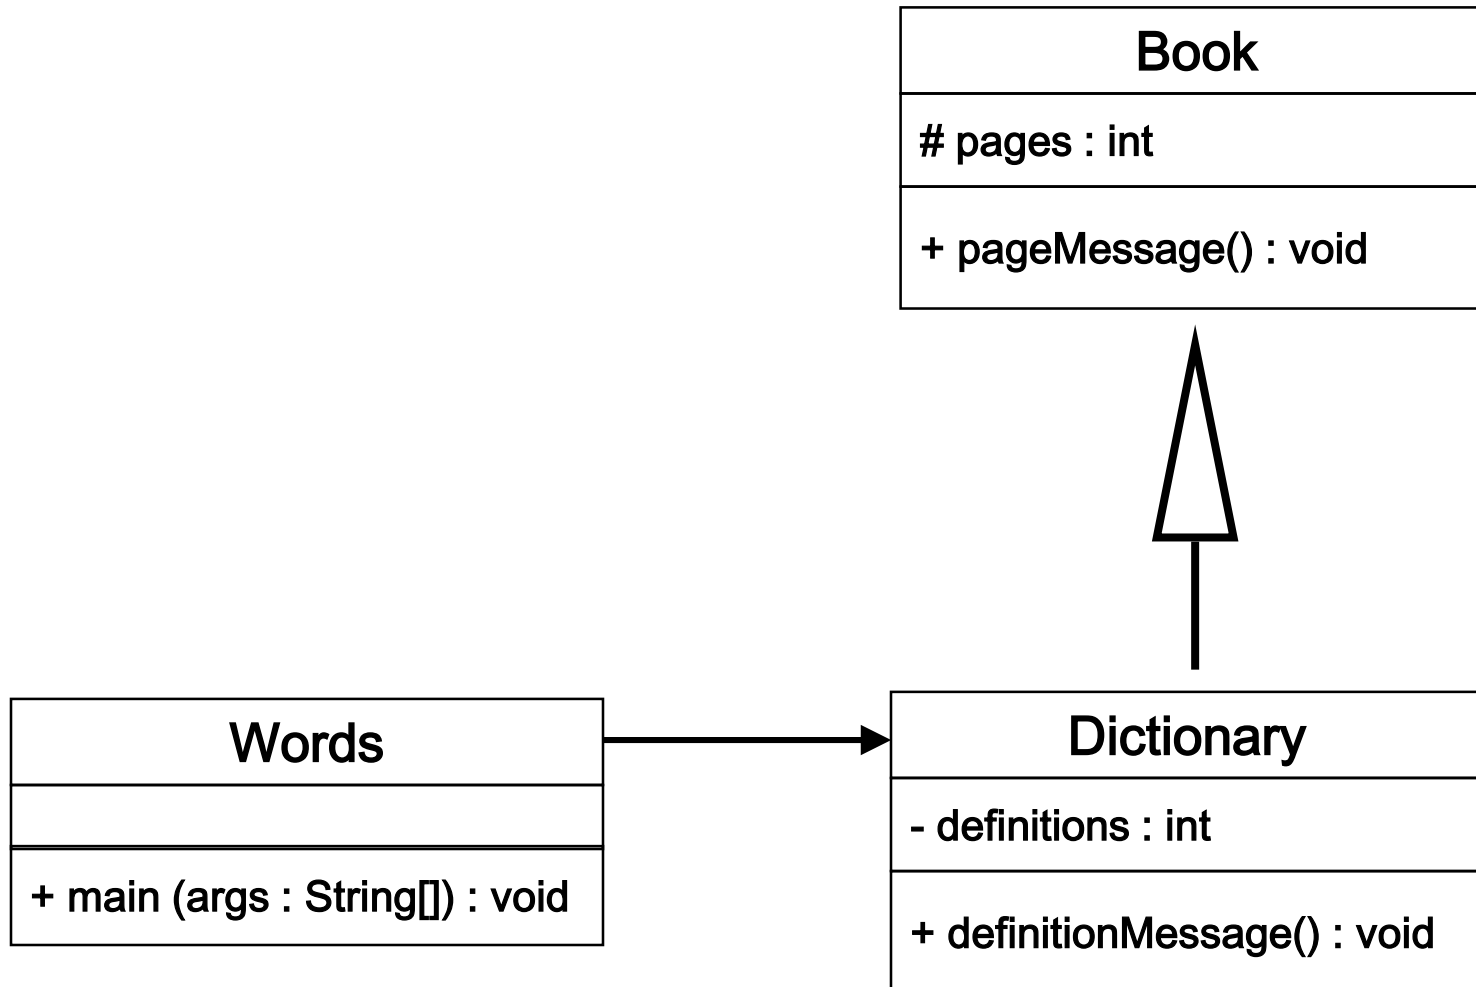 Book
# pages : int
+ pageMessage() : void
Words
+ main (args : String[]) : void
Dictionary
- definitions : int
+ definitionMessage() : void